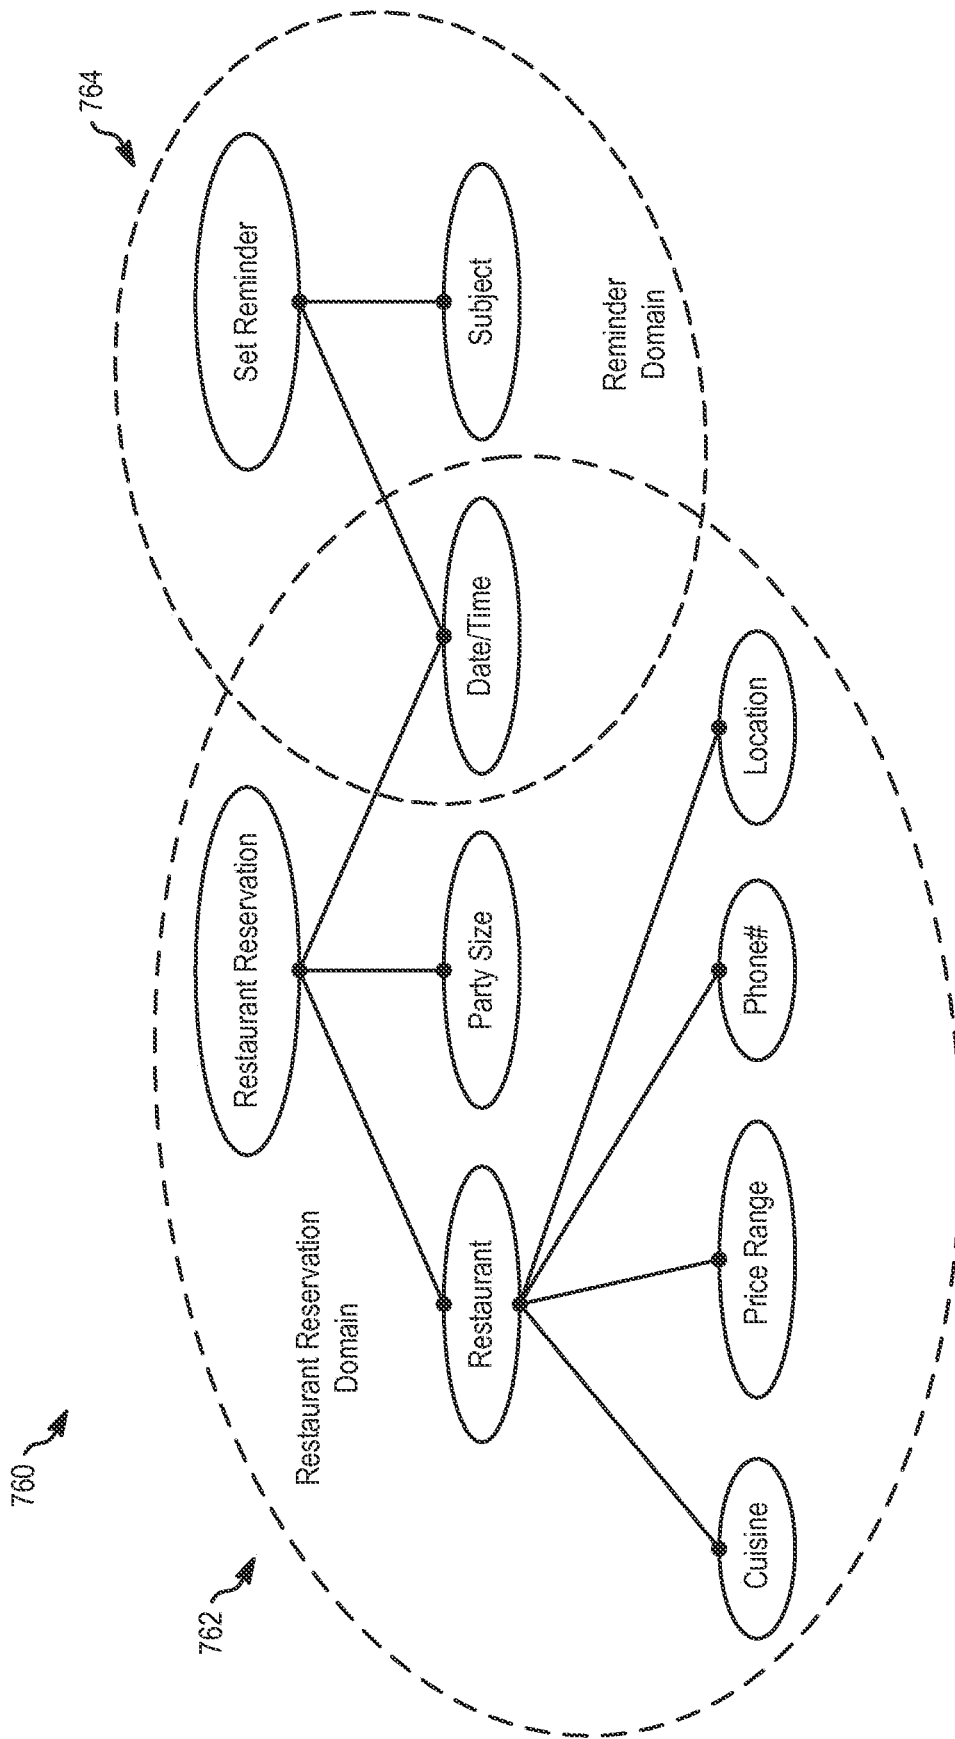 760
762
764
Restaurant Reservation
Set Reminder
Restaurant Reservation
Domain
Restaurant
Party Size
Date/Time
Subject
Reminder
Domain
Cuisine
Price Range
Phone#
Location